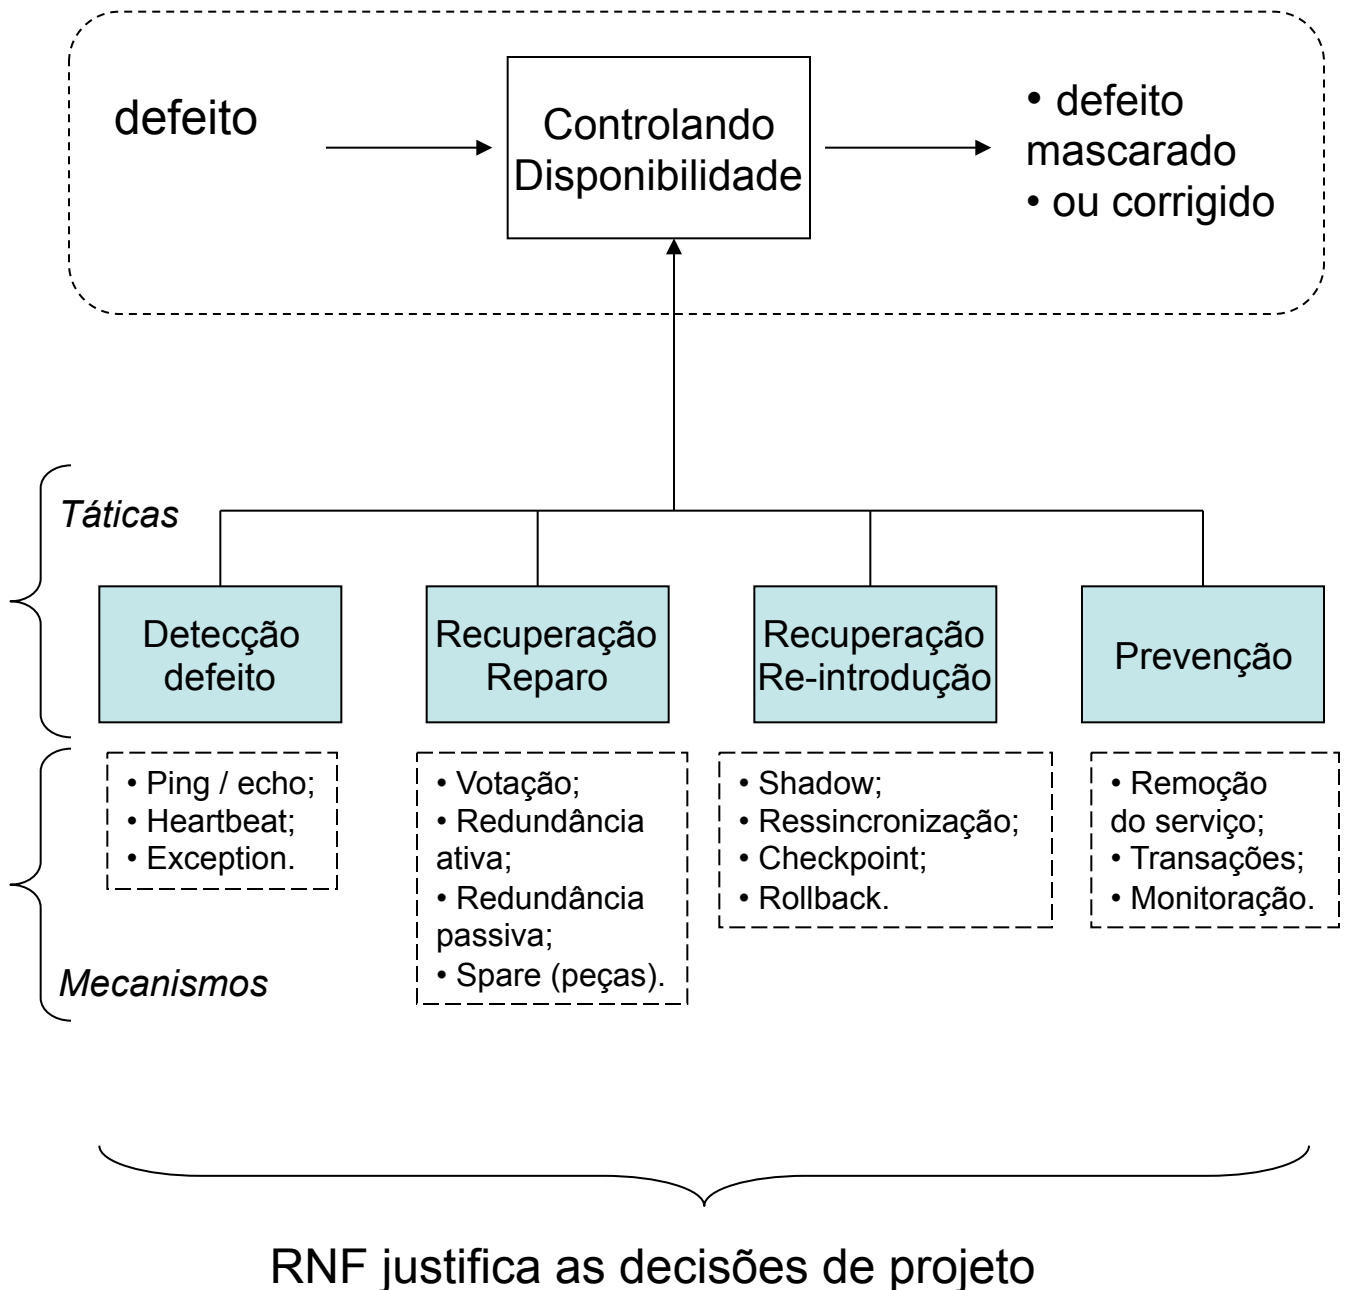 defeito
Controlando
Disponibilidade
• defeito
mascarado
• ou corrigido
Táticas
Detecção
defeito
Recuperação
Reparo
Recuperação
Re-introdução
Prevenção
• Ping / echo;
• Heartbeat;
• Exception.
• Votação;
• Redundância
ativa;
• Redundância
passiva;
• Spare (peças).
• Shadow;
• Ressincronização;
• Checkpoint;
• Rollback.
• Remoção
do serviço;
• Transações;
• Monitoração.
Mecanismos
RNF justifica as decisões de projeto